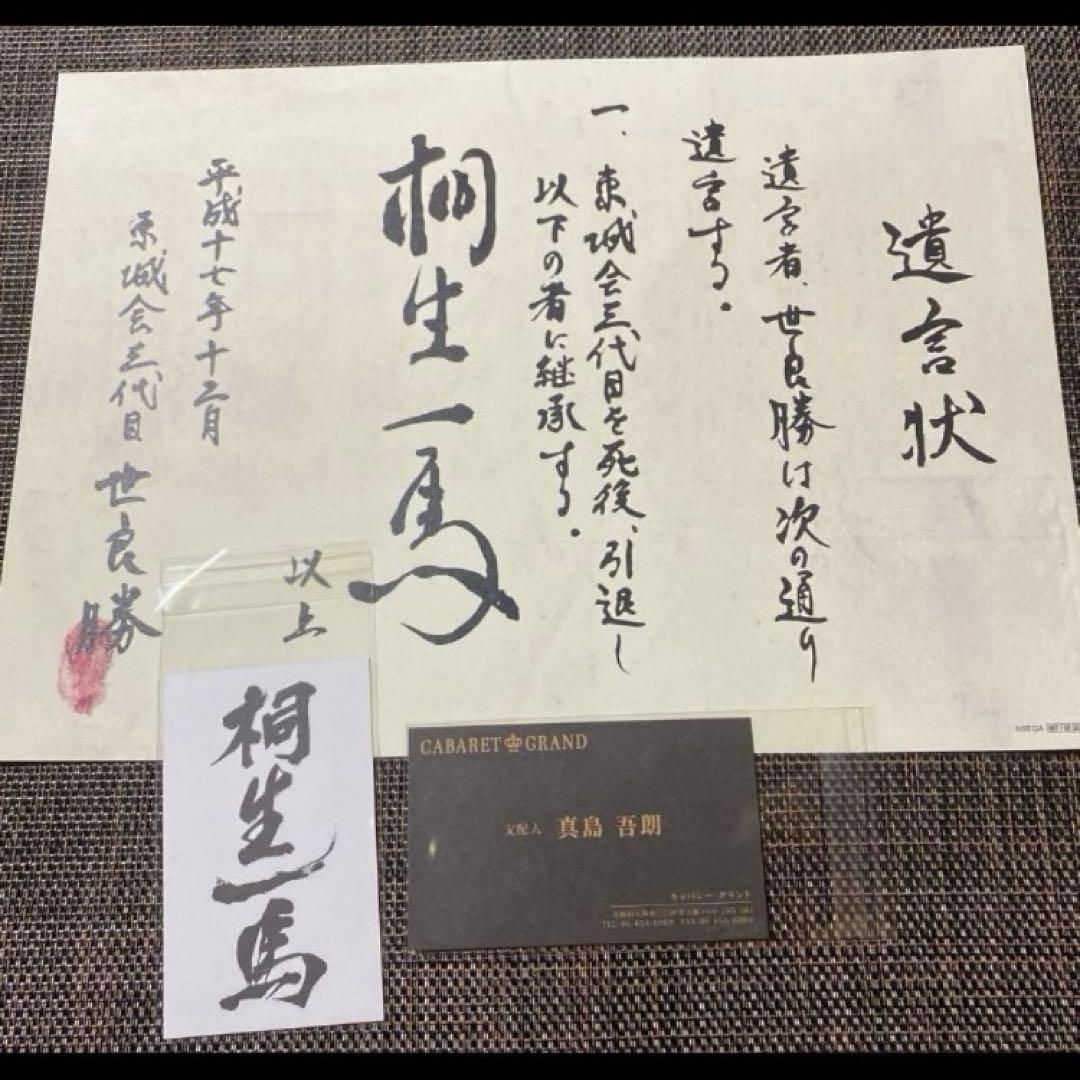 遺言状
遺言者、世良勝は次の通り
遺言する。
一、東城会三代目を死後、引退し
以下の者に継承する。
桐生一馬
以上
平成十七年十二月
東城会三代目 世良勝
©SEGA
桐生一馬
CABARET GRAND
支配人 真島 吾朗
キャバレー グランド